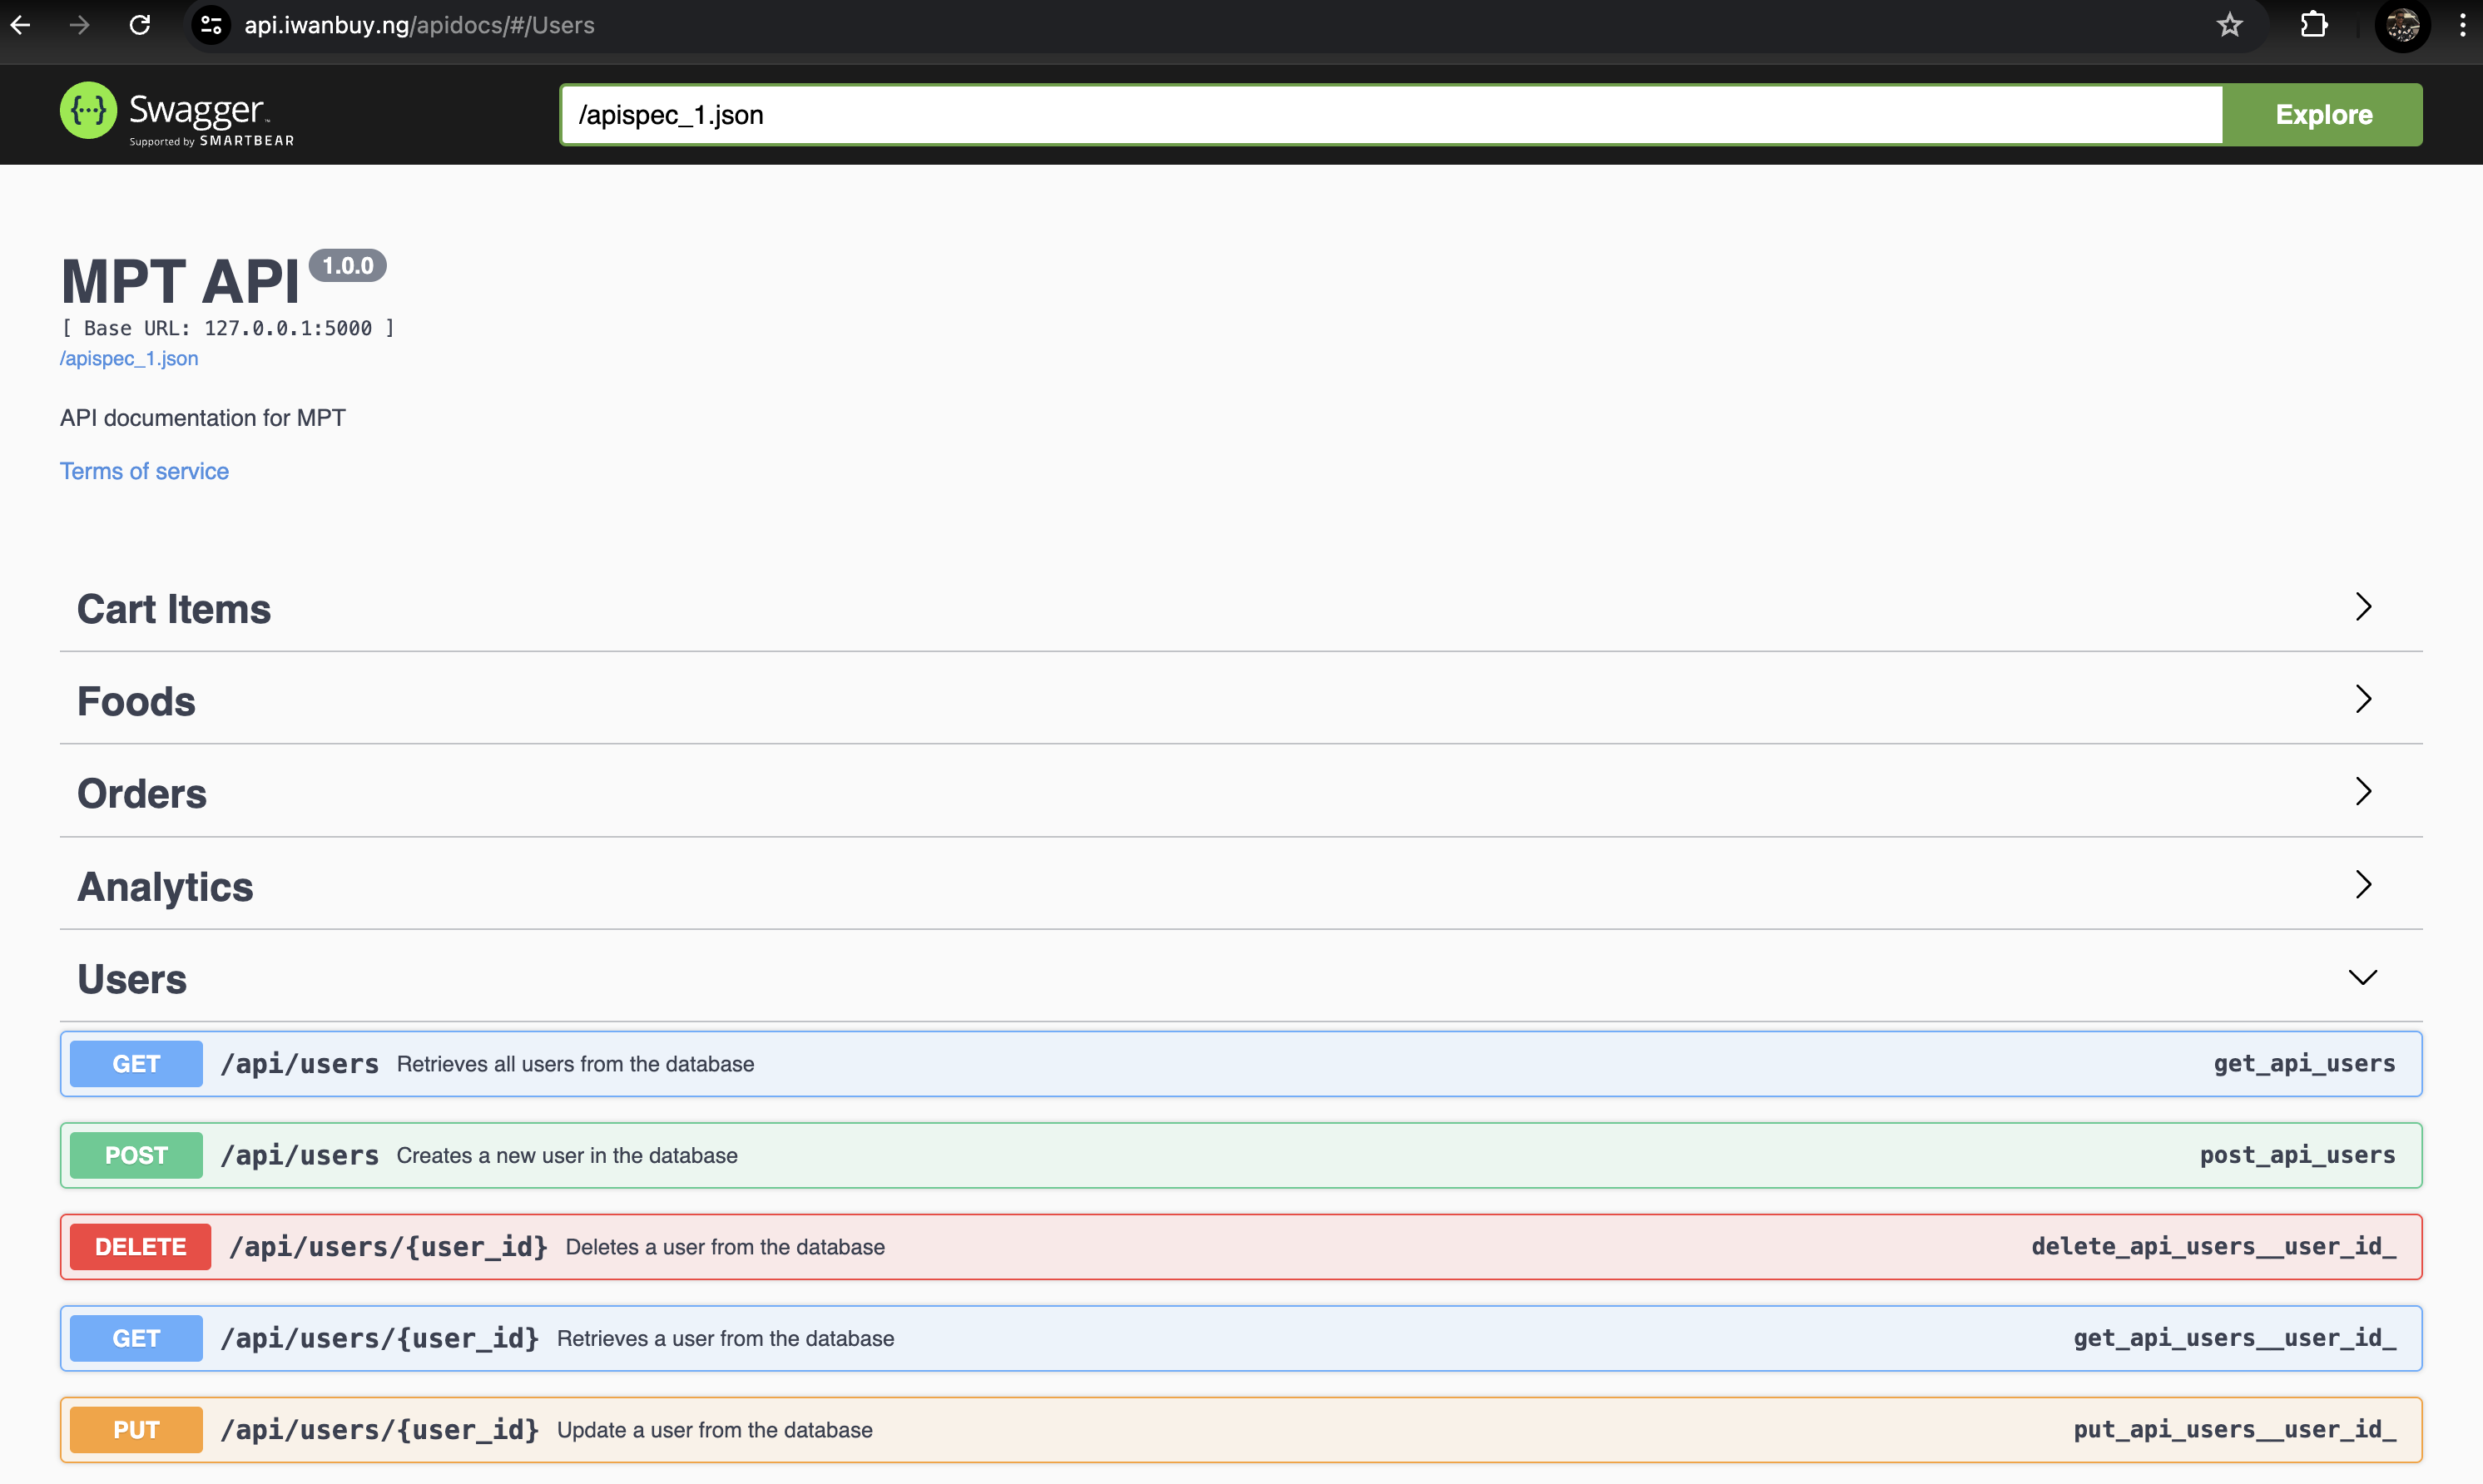 api.iwanbuy.ng/apidocs/#/Users
Swagger™
Supported by SMARTBEAR
/apispec_1.json
Explore
MPT API 1.0.0
[ Base URL: 127.0.0.1:5000 ]
/apispec_1.json
API documentation for MPT
Terms of service
Cart Items
Foods
Orders
Analytics
Users
GET /api/users Retrieves all users from the database get_api_users
POST /api/users Creates a new user in the database post_api_users
DELETE /api/users/{user_id} Deletes a user from the database delete_api_users__user_id_
GET /api/users/{user_id} Retrieves a user from the database get_api_users__user_id_
PUT /api/users/{user_id} Update a user from the database put_api_users__user_id_